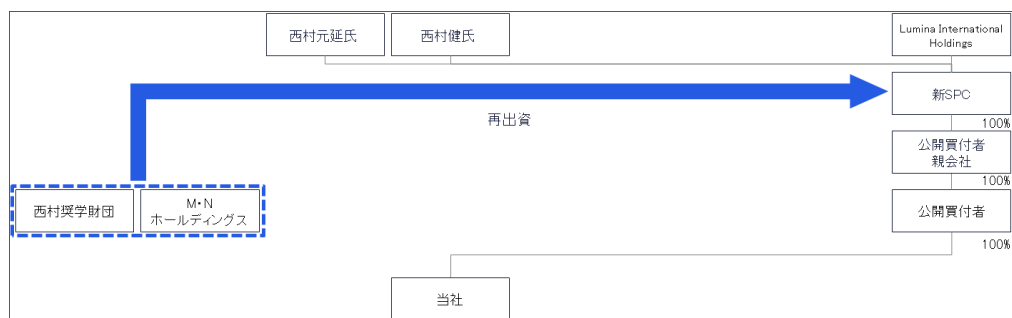 西村元延氏
西村健氏
Lumina International
Holdings
新SPC
再出資
100%
公開買付者
親会社
100%
西村奨学財団
M・N
ホールディングス
公開買付者
100%
当社